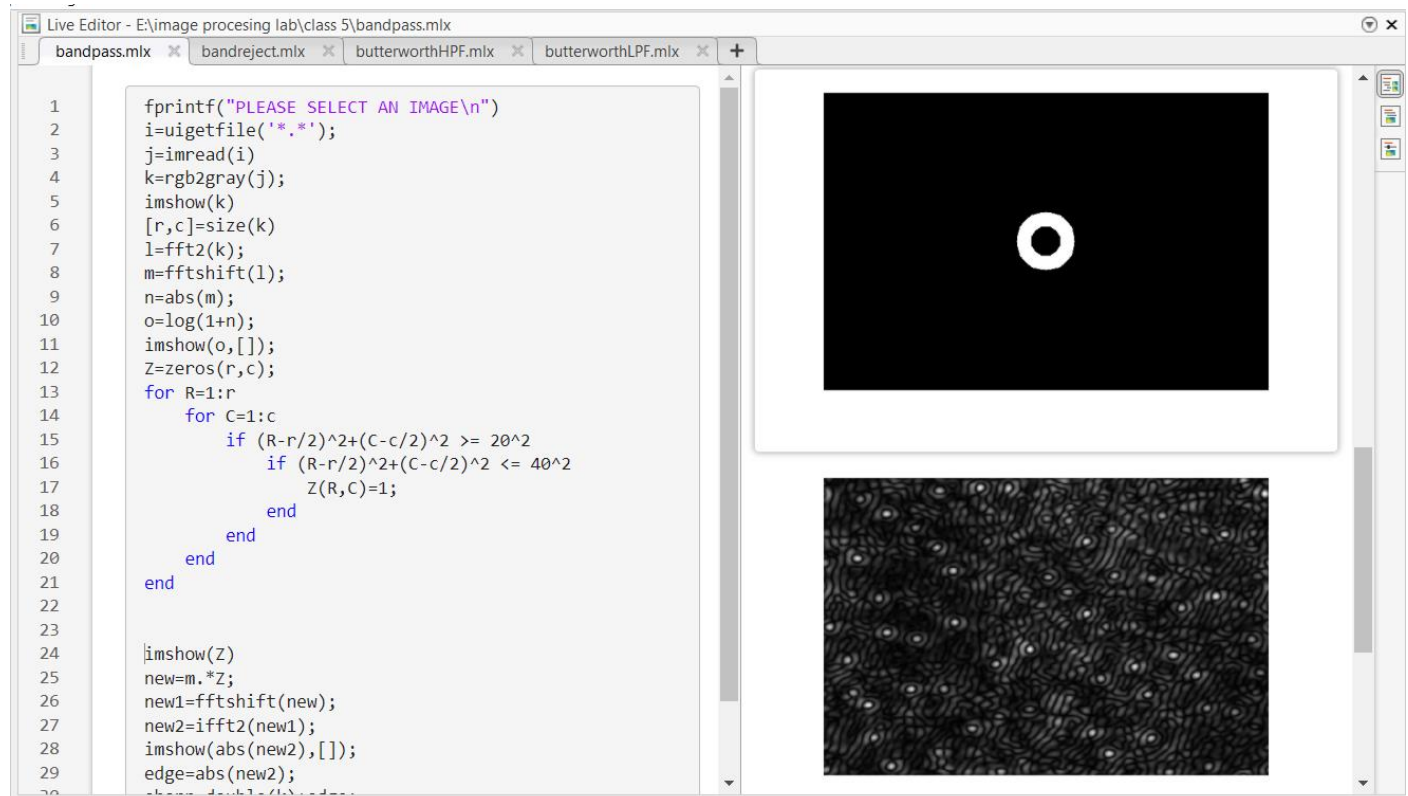 Live Editor - E:\image procesing lab\class 5\bandpass.mlx
bandpass.mlx bandreject.mlx butterworthHPF.mlx butterworthLPF.mlx
1 fprintf("PLEASE SELECT AN IMAGE\n")
2 i=uigetfile('*.*');
3 j=imread(i)
4 k=rgb2gray(j);
5 imshow(k)
6 [r,c]=size(k)
7 l=fft2(k);
8 m=fftshift(l);
9 n=abs(m);
10 o=log(1+n);
11 imshow(o,[]);
12 Z=zeros(r,c);
13 for R=1:r
14 for C=1:c
15 if (R-r/2)^2+(C-c/2)^2 >= 20^2
16 if (R-r/2)^2+(C-c/2)^2 <= 40^2
17 Z(R,C)=1;
18 end
19 end
20 end
21 end
22
23
24 imshow(Z)
25 new=m.*Z;
26 new1=fftshift(new);
27 new2=ifft2(new1);
28 imshow(abs(new2),[]);
29 edge=abs(new2);